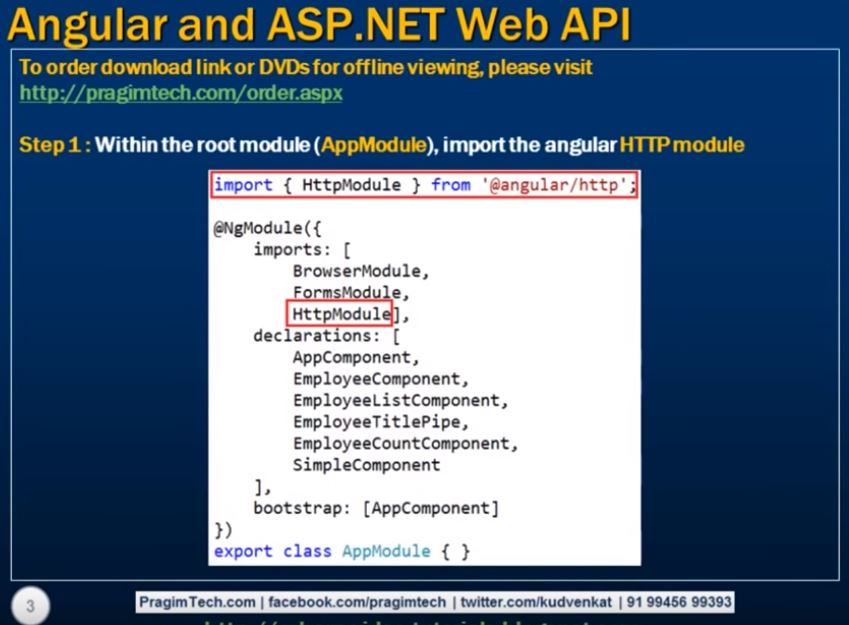 Angular and ASP.NET Web API
To order download link or DVDs for offline viewing, please visit
http://pragimtech.com/order.aspx
Step 1 : Within the root module (AppModule), import the angular HTTP module
import { HttpModule } from '@angular/http';
@NgModule({
imports: [
BrowserModule,
FormsModule,
HttpModule],
declarations: [
AppComponent,
EmployeeComponent,
EmployeeListComponent,
EmployeeTitlePipe,
EmployeeCountComponent,
SimpleComponent
],
bootstrap: [AppComponent]
})
export class AppModule { }
3
PragimTech.com | facebook.com/pragimtech | twitter.com/kudvenkat | 91 99456 99393